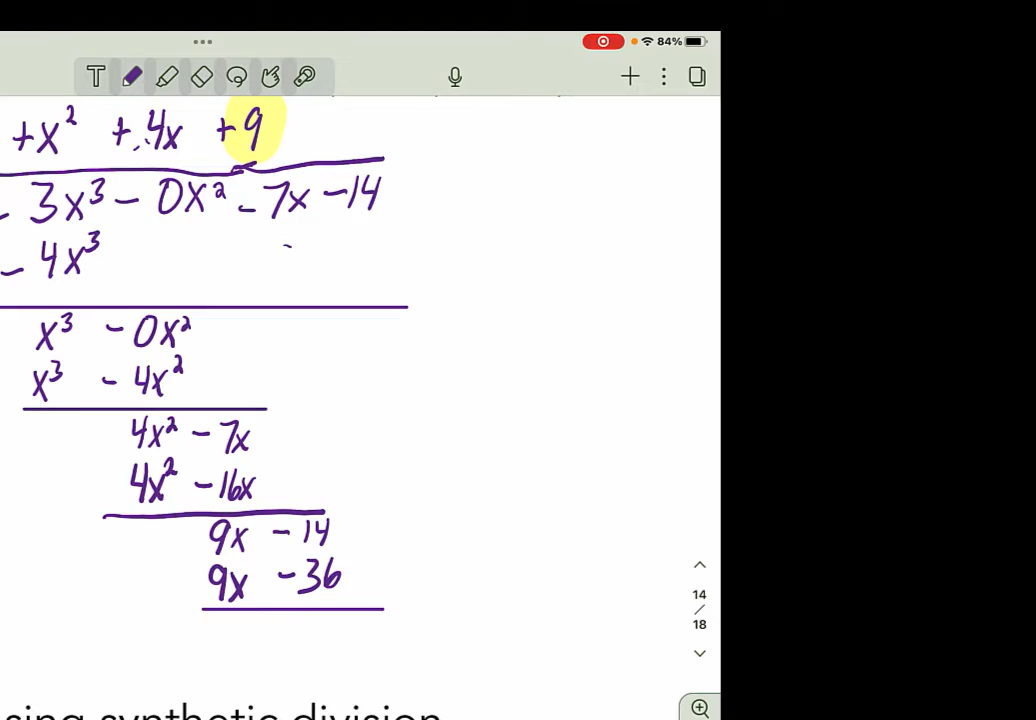 84%
T
+x² + 4x + 9
- 3x³ - 0x² - 7x - 14
- 4x³
x³ - 0x²
x³ - 4x²
4x² - 7x
4x² - 16x
9x - 14
9x - 36
14
/
18
sing synthetic division